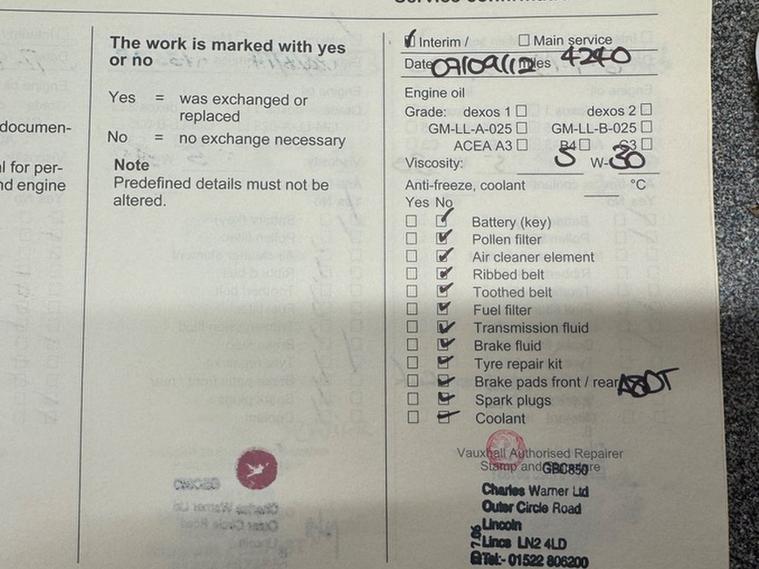 The work is marked with yes
or no
Yes = was exchanged or
replaced
No = no exchange necessary
Note
Predefined details must not be
altered.
documen-
al for per-
nd engine
Interim / Main service
Date 07/09/12 miles 4240
Engine oil
Grade: dexos 1 dexos 2
GM-LL-A-025 GM-LL-B-025
ACEA A3 B4 C3
Viscosity: 5 W-30
Anti-freeze, coolant °C
Yes No
Battery (key)
Pollen filter
Air cleaner element
Ribbed belt
Toothed belt
Fuel filter
Transmission fluid
Brake fluid
Tyre repair kit
Brake pads front / rear
Spark plugs
Coolant
Vauxhall Authorised Repairer
Stamp and
GBC850
Charles Warner Ltd
Outer Circle Road
Lincoln
Lincs LN2 4LD
Tel:- 01522 806200